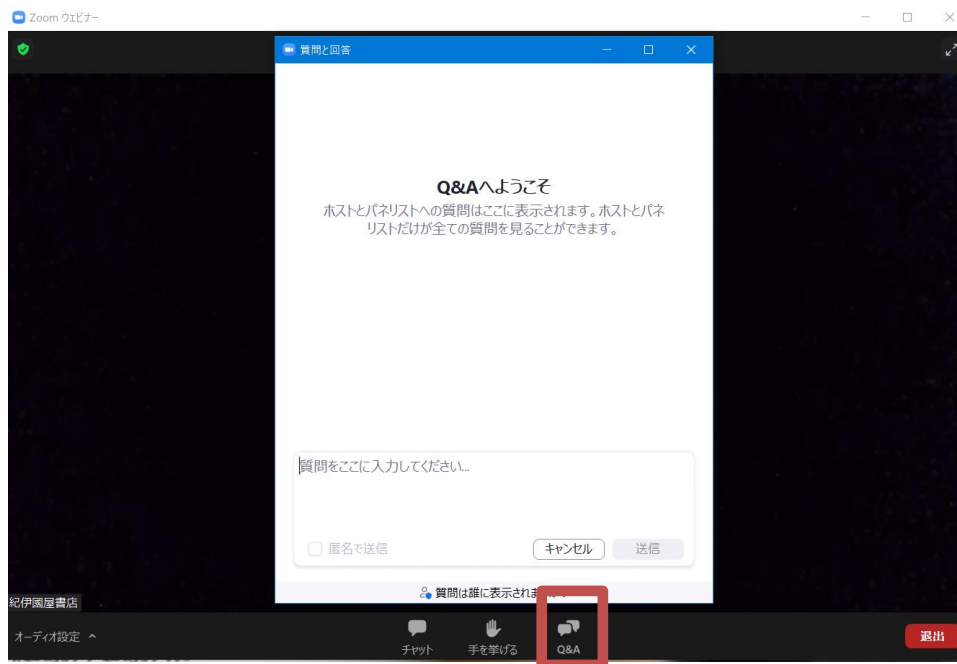 Zoom ウェビナー
質問と回答
Q&Aへようこそ
ホストとパネリストへの質問はここに表示されます。ホストとパネ
リストだけが全ての質問を見ることができます。
質問をここに入力してください...
匿名で送信
キャンセル
送信
質問は誰に表示され
紀伊國屋書店
オーディオ設定
チャット
手を挙げる
Q&A
退出